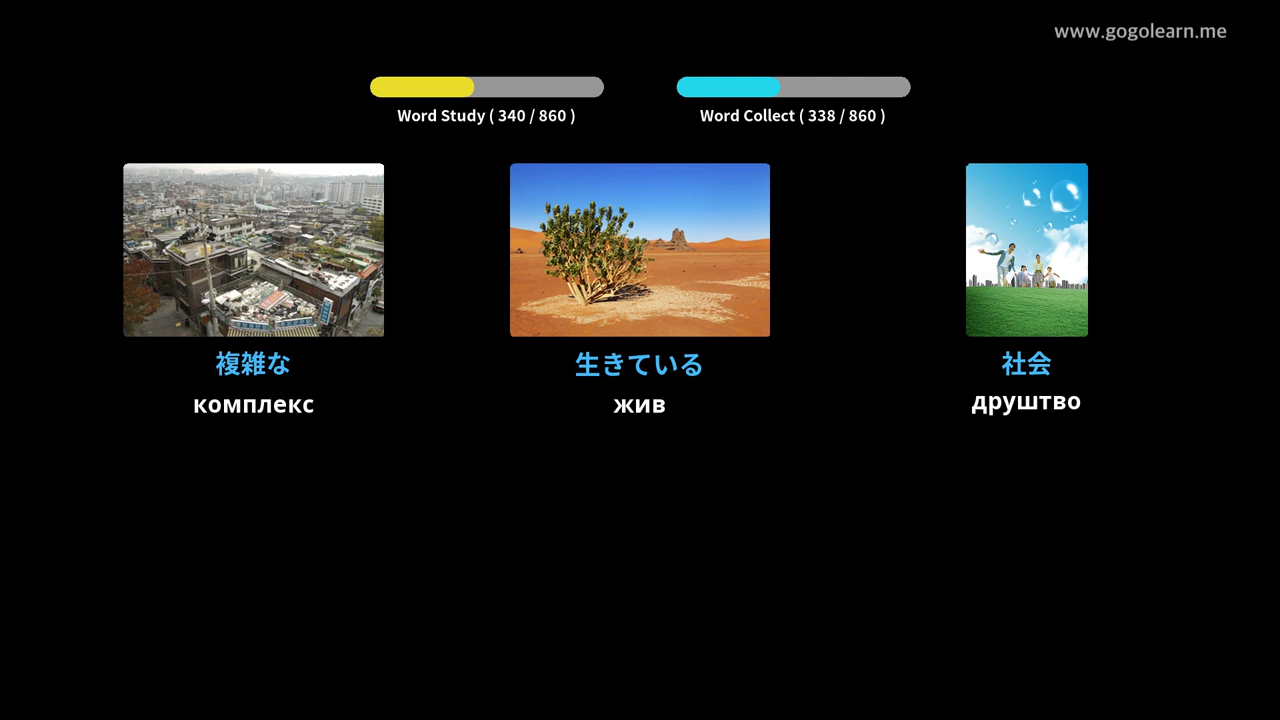 www.gogolearn.me
Word Study ( 340 / 860 )
Word Collect ( 338 / 860 )
複雑な
комплекс
生きている
жив
社会
друштво